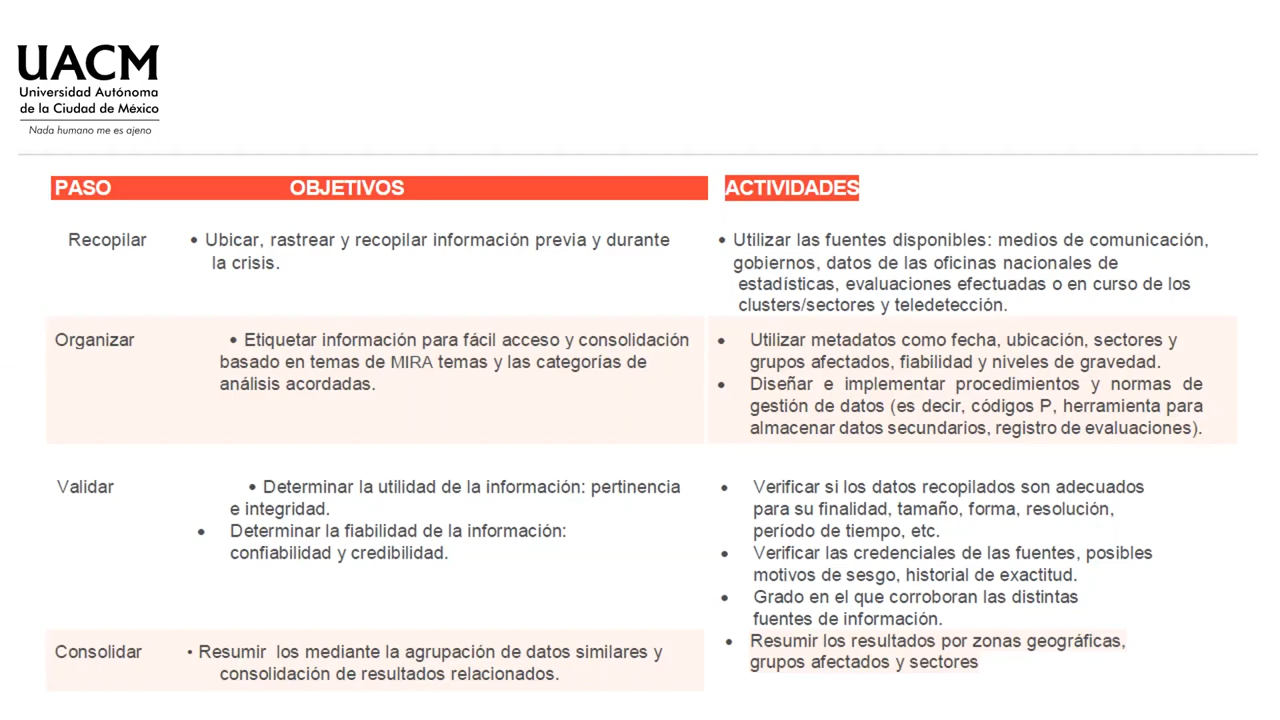 UACM
Universidad Autónoma
de la Ciudad de México
Nada humano me es ajeno
PASO OBJETIVOS ACTIVIDADES
Recopilar
• Ubicar, rastrear y recopilar información previa y durante
la crisis.
• Utilizar las fuentes disponibles: medios de comunicación,
gobiernos, datos de las oficinas nacionales de
estadísticas, evaluaciones efectuadas o en curso de los
clusters/sectores y teledetección.
Organizar
• Etiquetar información para fácil acceso y consolidación
basado en temas de MIRA temas y las categorías de
análisis acordadas.
• Utilizar metadatos como fecha, ubicación, sectores y
grupos afectados, fiabilidad y niveles de gravedad.
• Diseñar e implementar procedimientos y normas de
gestión de datos (es decir, códigos P, herramienta para
almacenar datos secundarios, registro de evaluaciones).
Validar
• Determinar la utilidad de la información: pertinencia
e integridad.
• Determinar la fiabilidad de la información:
confiabilidad y credibilidad.
• Verificar si los datos recopilados son adecuados
para su finalidad, tamaño, forma, resolución,
período de tiempo, etc.
• Verificar las credenciales de las fuentes, posibles
motivos de sesgo, historial de exactitud.
• Grado en el que corroboran las distintas
fuentes de información.
Consolidar
• Resumir los mediante la agrupación de datos similares y
consolidación de resultados relacionados.
• Resumir los resultados por zonas geográficas,
grupos afectados y sectores